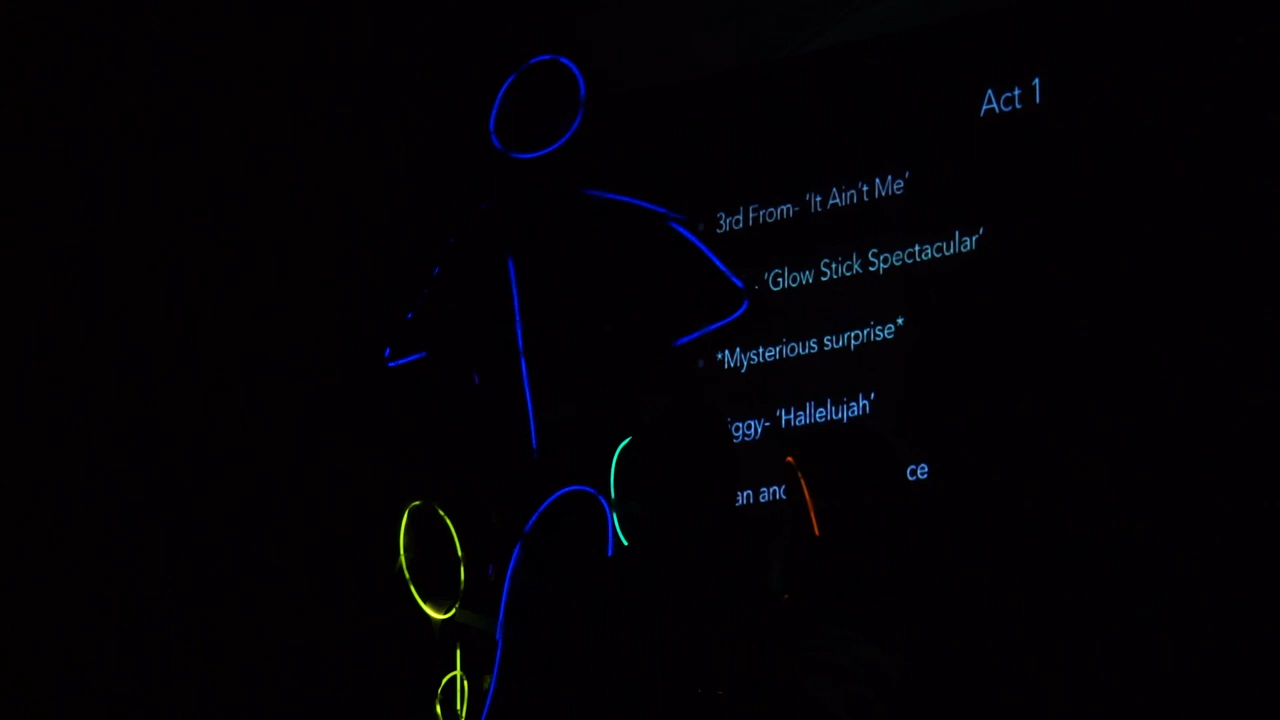 Act 1
3rd From- 'It Ain't Me'
- 'Glow Stick Spectacular'
*Mysterious surprise*
iggy- 'Hallelujah'
an and ce